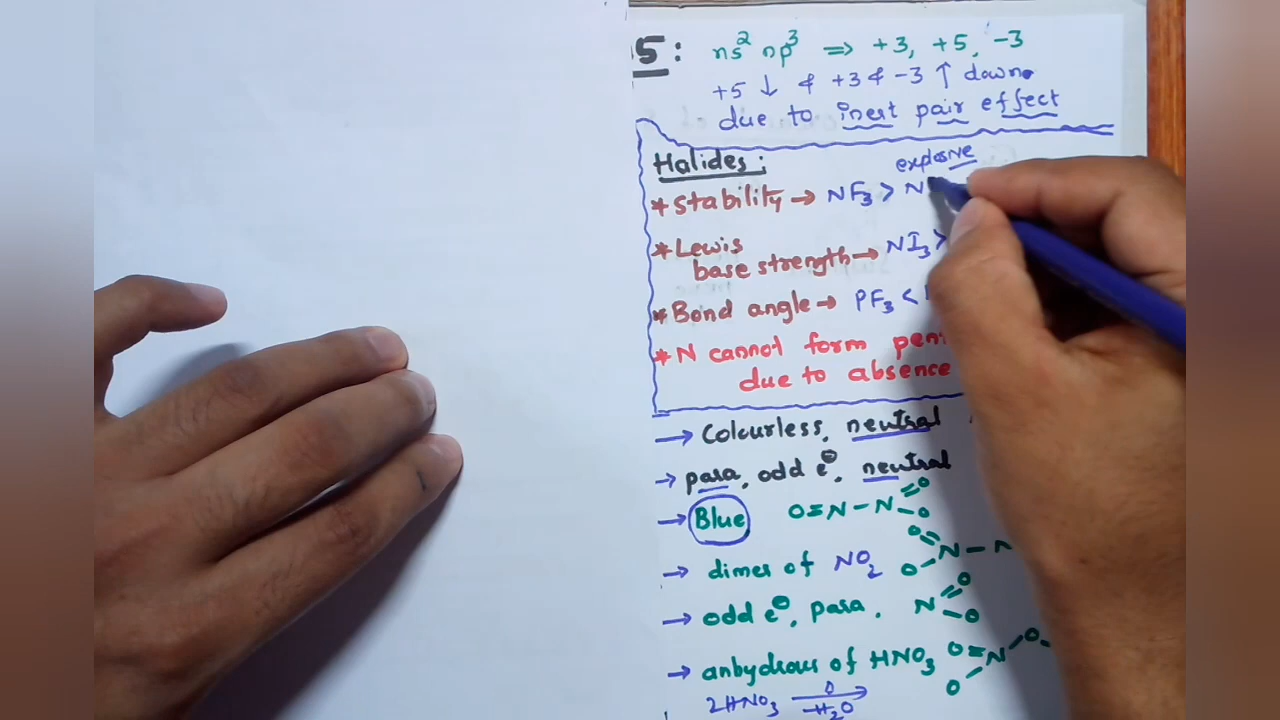 5: ns² np³ ⇒ +3, +5, -3
+5 ↓ & +3 & -3 ↑ down
due to inert pair effect
Halides:
explosive
* Stability → NF₃ > N
* Lewis
base strength → NI₃ >
* Bond angle → PF₃ <
* N cannot form
due to absence
→ Colourless, neutral
→ para, odd e⊖, neutral
→ Blue O=N-N=O O
→ dimer of NO₂ O=N-N O
→ odd e⊖, para. N=O O
→ anhydrous of HNO₃ O=N-O O
2HNO₃ Δ → -H₂O